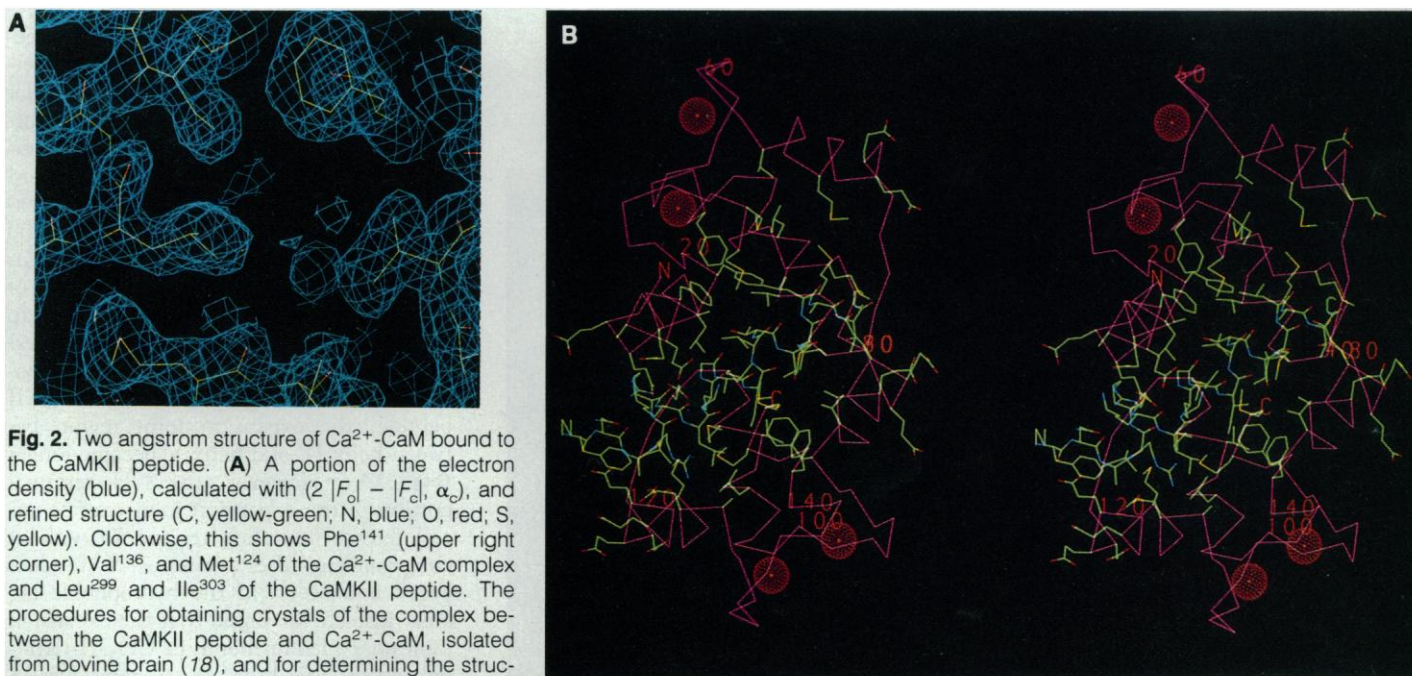 A
Fig. 2. Two angstrom structure of Ca²⁺-CaM bound to
the CaMKII peptide. (A) A portion of the electron
density (blue), calculated with (2 |Fₒ| − |F꜀|, α꜀), and
refined structure (C, yellow-green; N, blue; O, red; S,
yellow). Clockwise, this shows Phe¹⁴¹ (upper right
corner), Val¹³⁶, and Met¹²⁴ of the Ca²⁺-CaM complex
and Leu²⁹⁹ and Ile³⁰³ of the CaMKII peptide. The
procedures for obtaining crystals of the complex be-
tween the CaMKII peptide and Ca²⁺-CaM, isolated
from bovine brain (18), and for determining the struc-
B
60
20
N
80
C
N
120
140
100
60
20
N
C
80
C
N
120
140
100